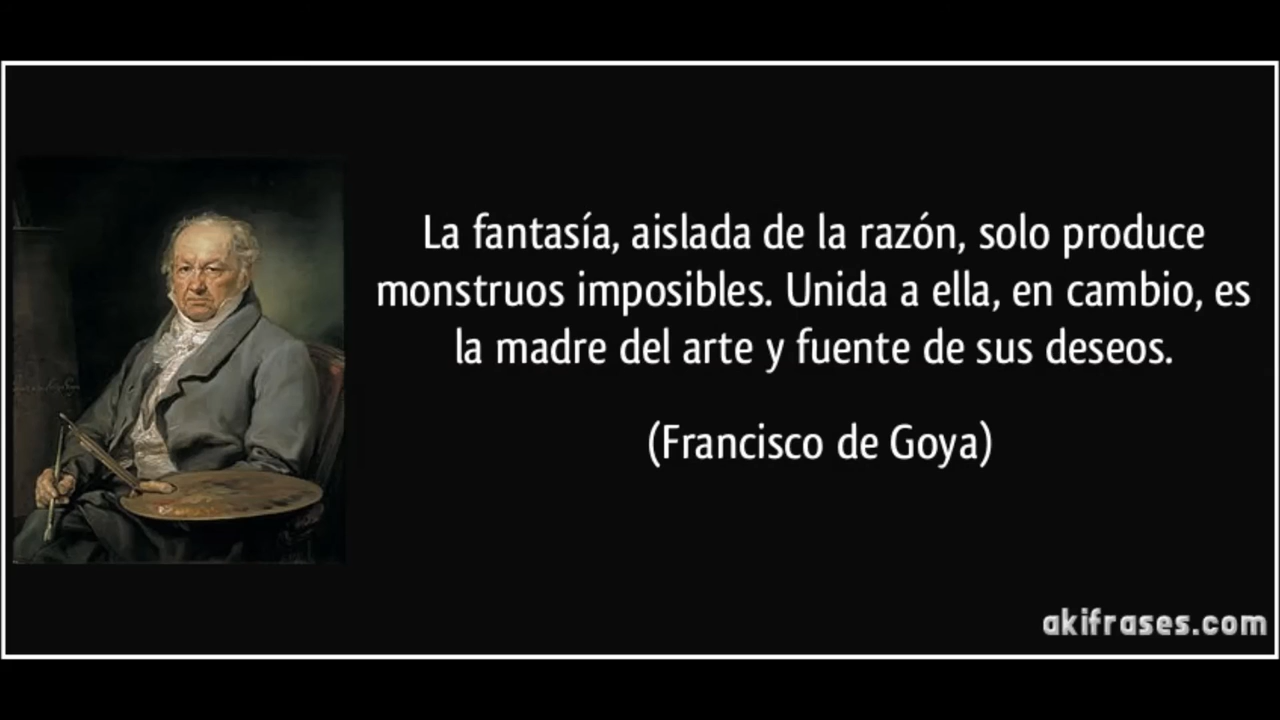 La fantasía, aislada de la razón, solo produce
monstruos imposibles. Unida a ella, en cambio, es
la madre del arte y fuente de sus deseos.
(Francisco de Goya)
akifrases.com